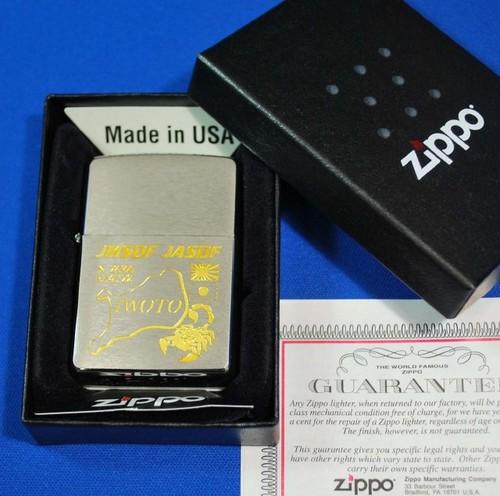 zippo
Made in USA
JMSDF JASDF
IWOTO
zippo
THE WORLD FAMOUS
ZIPPO
GUARANTEE
Any Zippo lighter, when returned to our factory, will be p
class mechanical condition free of charge, for we have yet
a cent for the repair of a Zippo lighter, regardless of age o
The finish, however, is not guaranteed.
This guarantee gives you specific legal rights and you
have other rights which vary state to state. Other Zipp
carry their own specific warranties.
zippo
Zippo Manufacturing Company
33 Barbour Street
Bradford, PA 16701 U.S.A.